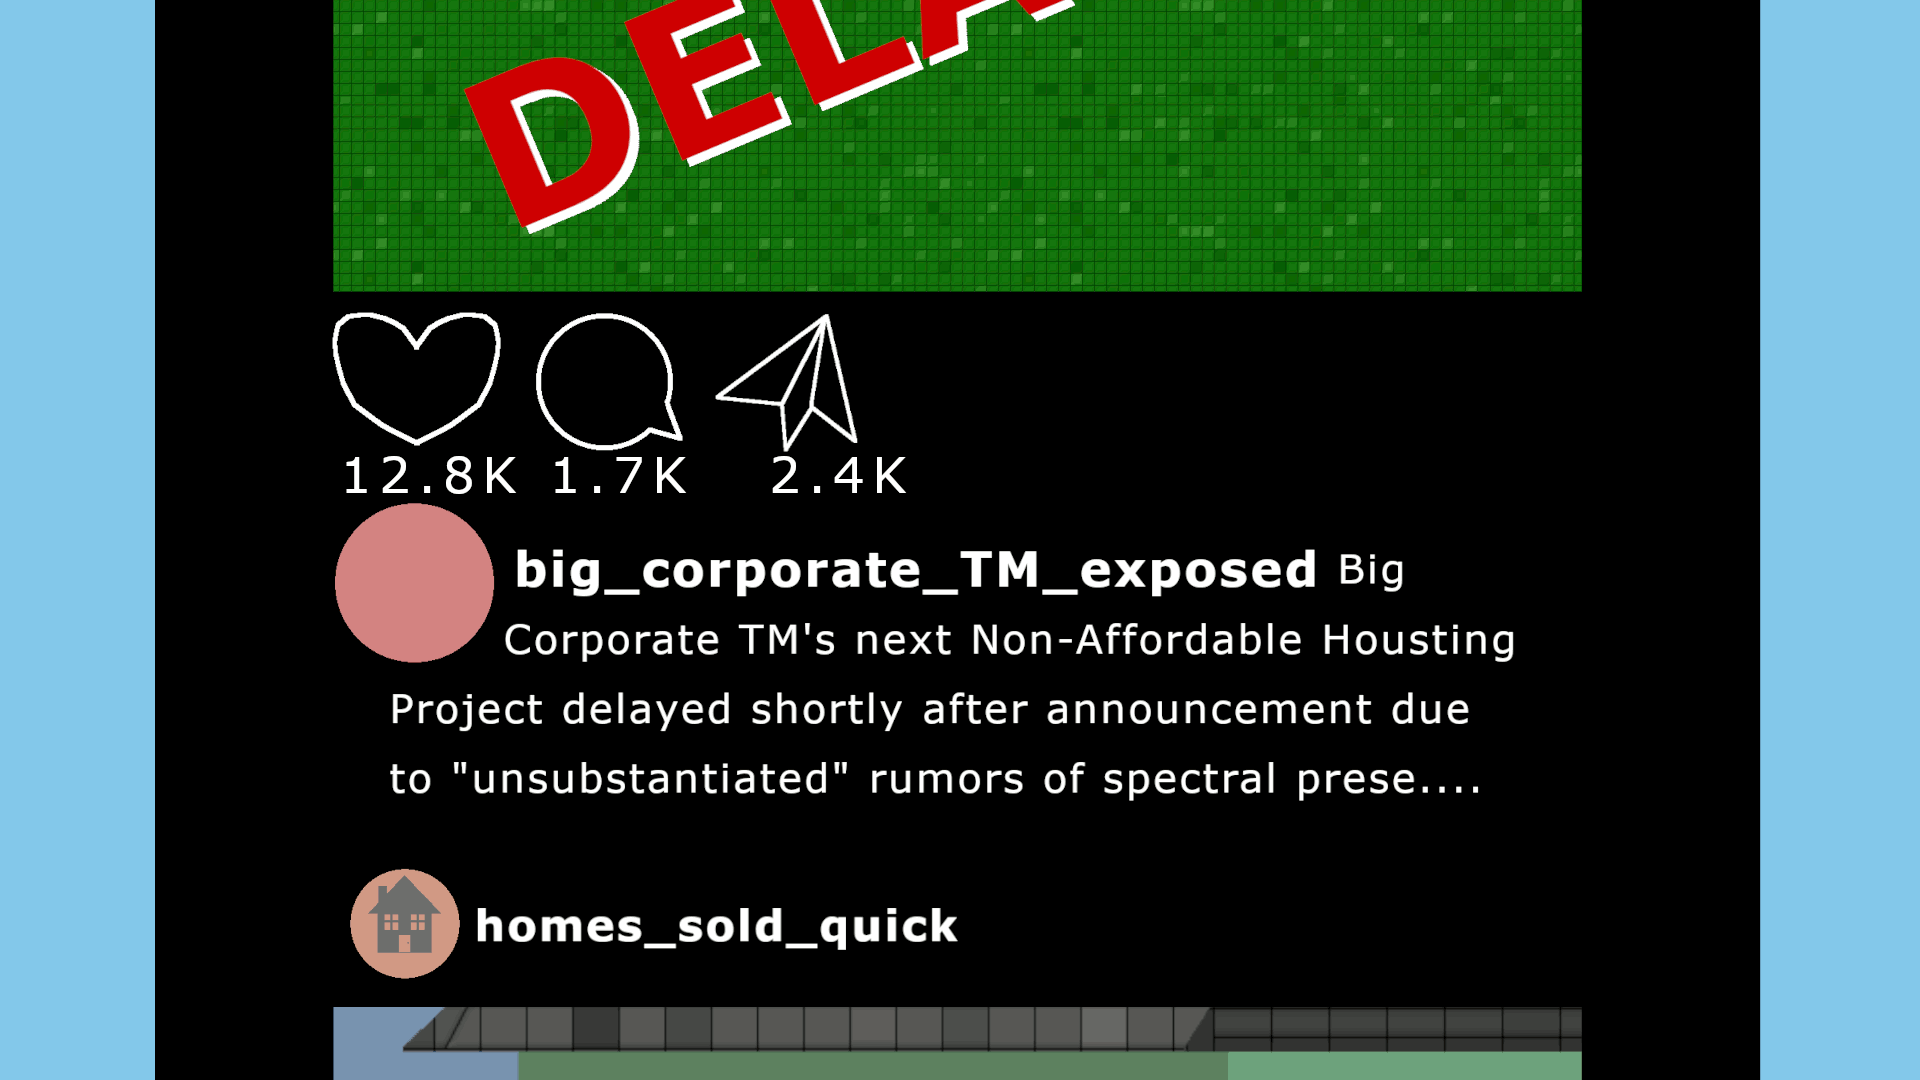 DELA
12.8K 1.7K 2.4K
big_corporate_TM_exposed Big
Corporate TM's next Non-Affordable Housting
Project delayed shortly after announcement due
to "unsubstantiated" rumors of spectral prese....
homes_sold_quick